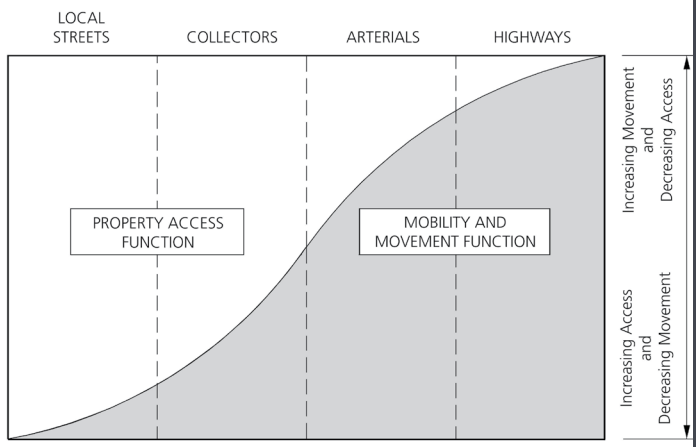 LOCAL
STREETS
COLLECTORS
ARTERIALS
HIGHWAYS
PROPERTY ACCESS
FUNCTION
MOBILITY AND
MOVEMENT FUNCTION
Increasing Movement
and
Decreasing Access
Increasing Access
and
Decreasing Movement